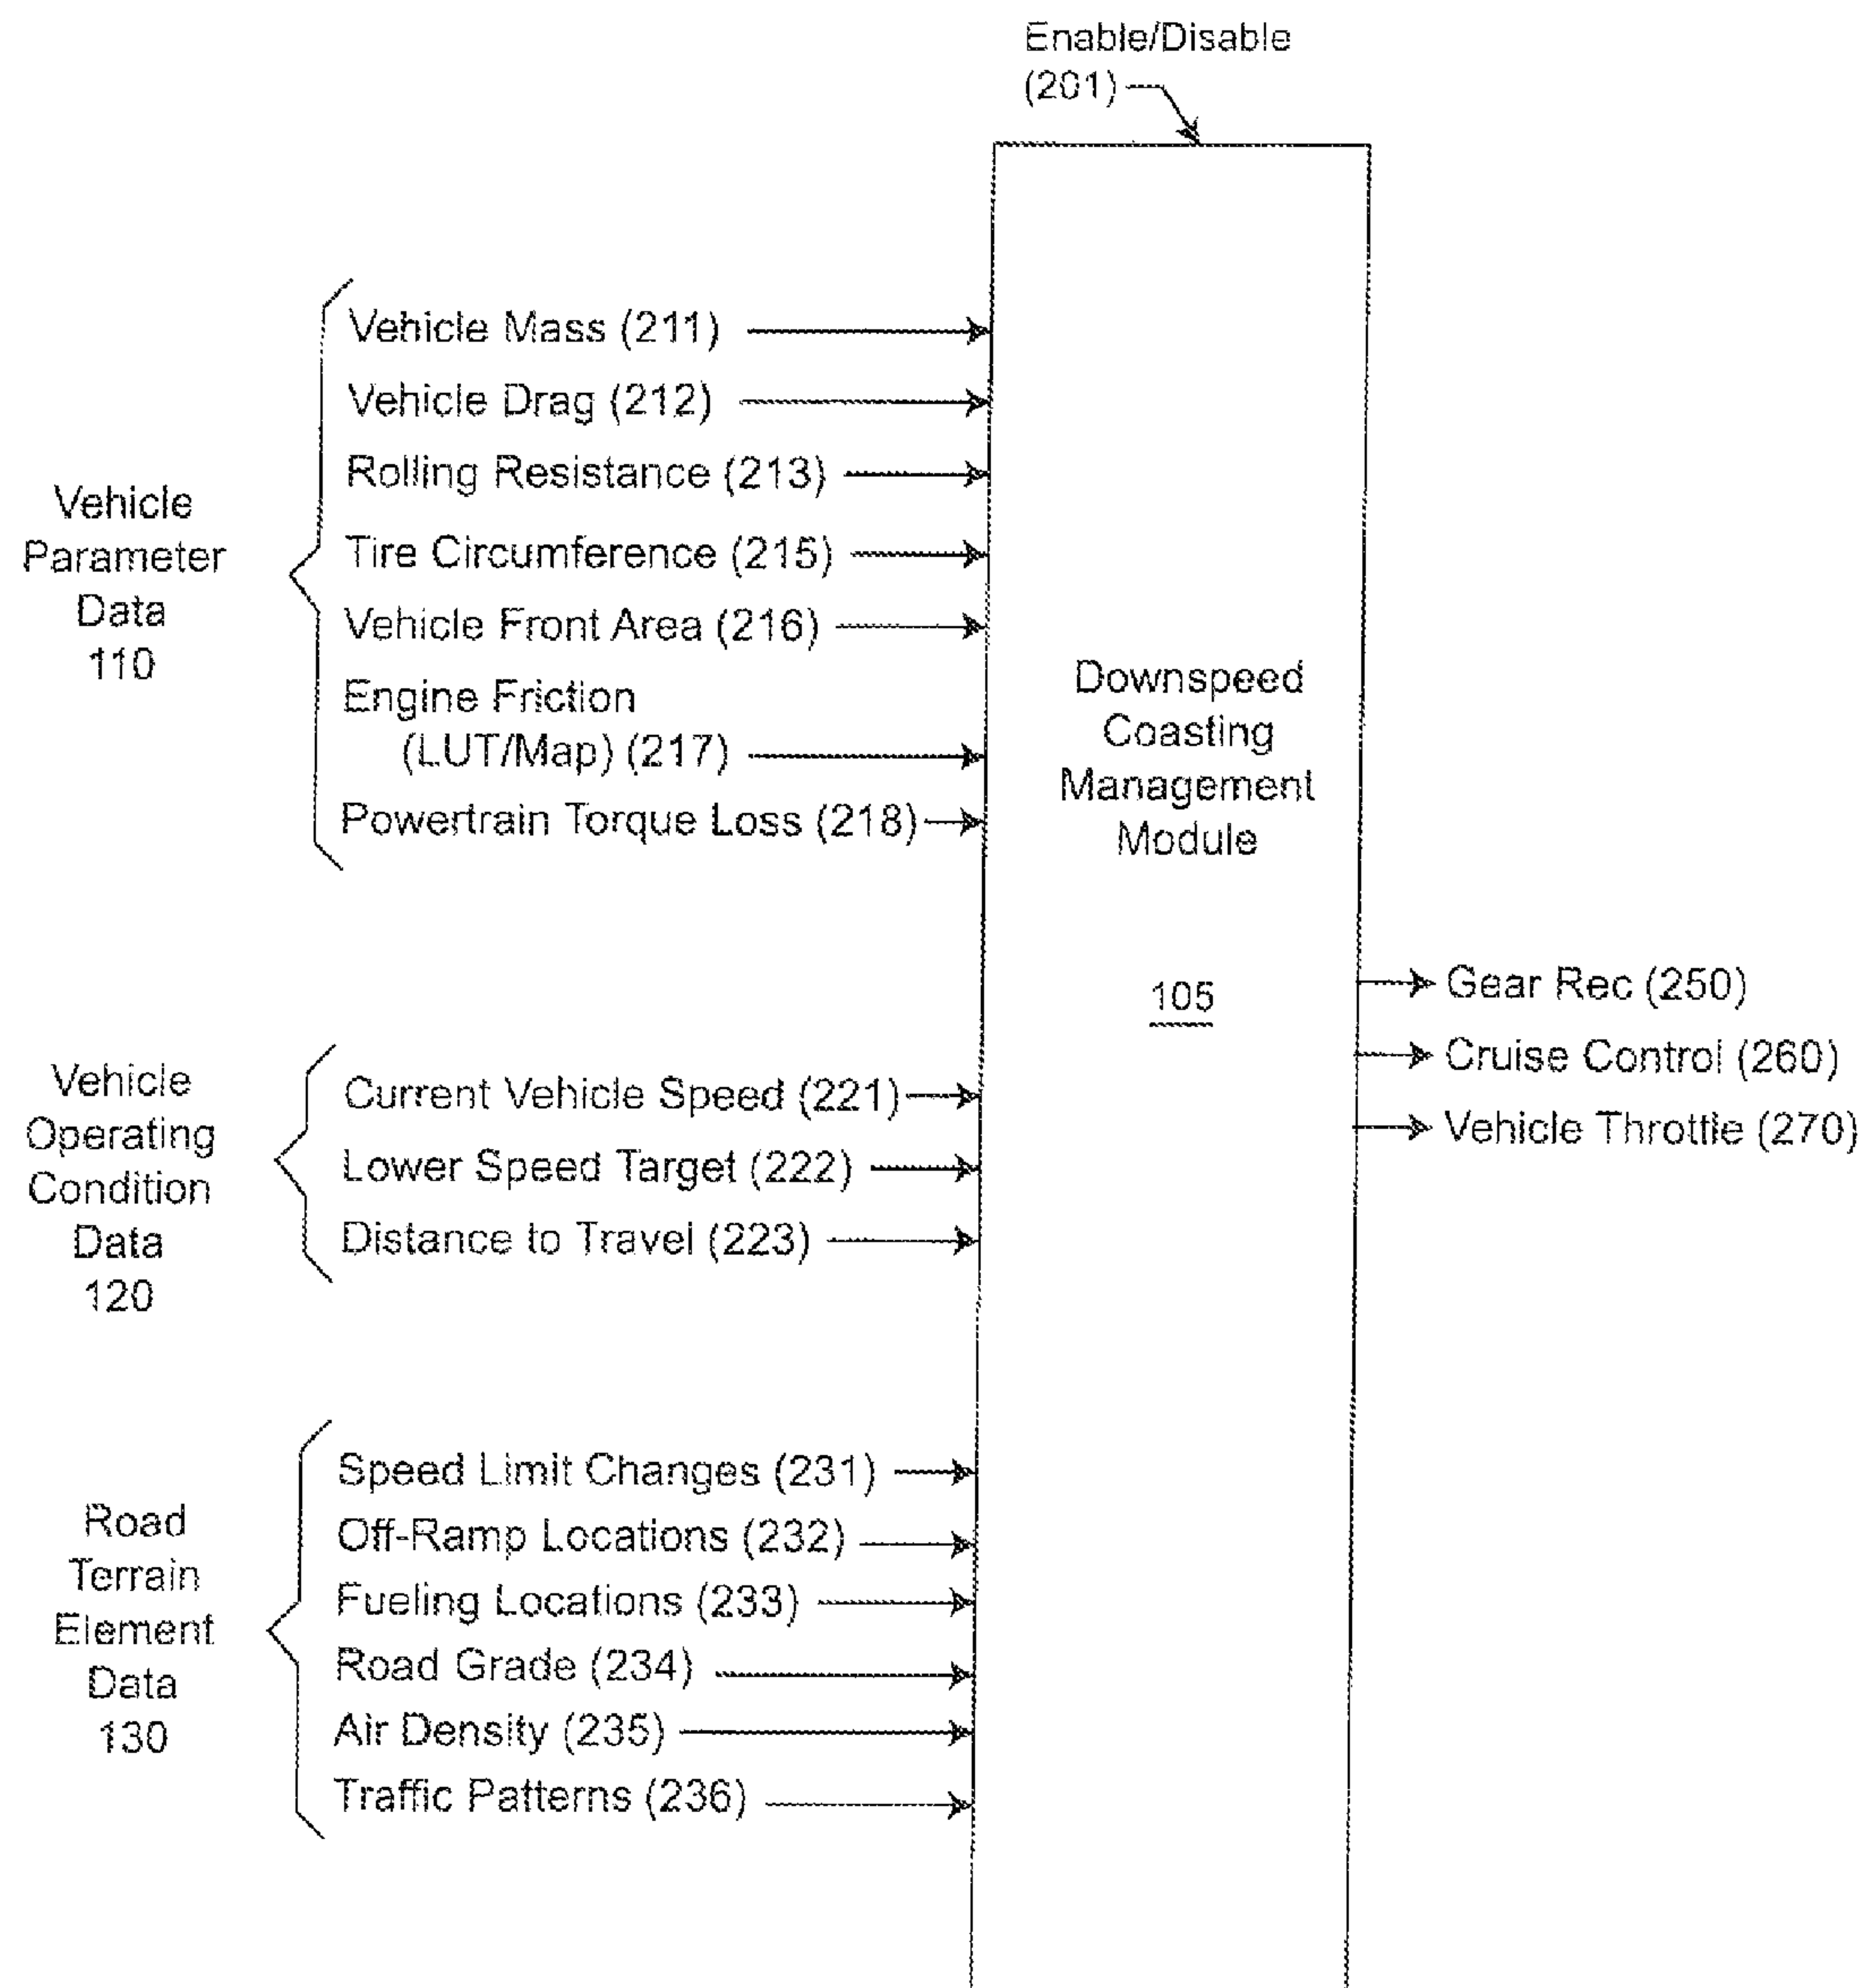 Enable/Disable
(201)
Vehicle
Parameter
Data
110
Vehicle Mass (211)
Vehicle Drag (212)
Rolling Resistance (213)
Tire Circumference (215)
Vehicle Front Area (216)
Engine Friction
(LUT/Map) (217)
Powertrain Torque Loss (218)
Downspeed
Coasting
Management
Module
105
Gear Rec (250)
Cruise Control (260)
Vehicle Throttle (270)
Vehicle
Operating
Condition
Data
120
Current Vehicle Speed (221)
Lower Speed Target (222)
Distance to Travel (223)
Road
Terrain
Element
Data
130
Speed Limit Changes (231)
Off-Ramp Locations (232)
Fueling Locations (233)
Road Grade (234)
Air Density (235)
Traffic Patterns (236)